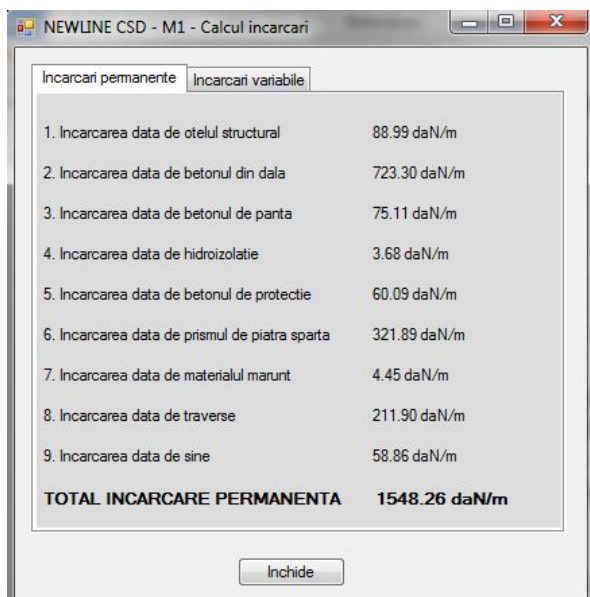 NEWLINE CSD - M1 - Calcul incarcari
Incarcari permanente Incarcari variabile
1. Incarcarea data de otelul structural 88.99 daN/m
2. Incarcarea data de betonul din dala 723.30 daN/m
3. Incarcarea data de betonul de panta 75.11 daN/m
4. Incarcarea data de hidroizolatie 3.68 daN/m
5. Incarcarea data de betonul de protectie 60.09 daN/m
6. Incarcarea data de prismul de piatra sparta 321.89 daN/m
7. Incarcarea data de materialul marunt 4.45 daN/m
8. Incarcarea data de traverse 211.90 daN/m
9. Incarcarea data de sine 58.86 daN/m
TOTAL INCARCARE PERMANENTA 1548.26 daN/m
Inchide